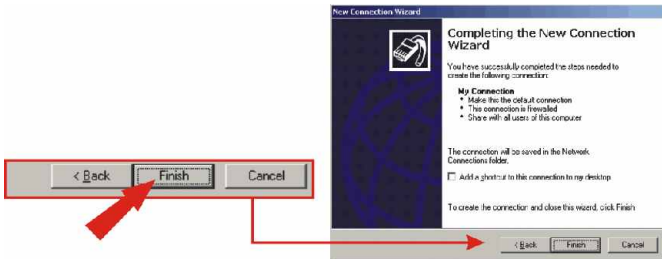 New Connection Wizard
Completing the New Connection
Wizard
You have successfully completed the steps needed to
create the following connection:
My Connection
• Make this the default connection
• This connection is firewalled
• Share with all users of this computer
The connection will be saved in the Network
Connections folder.
Add a shortcut to this connection to my desktop
To create the connection and close this wizard, click Finish
< Back Finish Cancel
< Back Finish Cancel